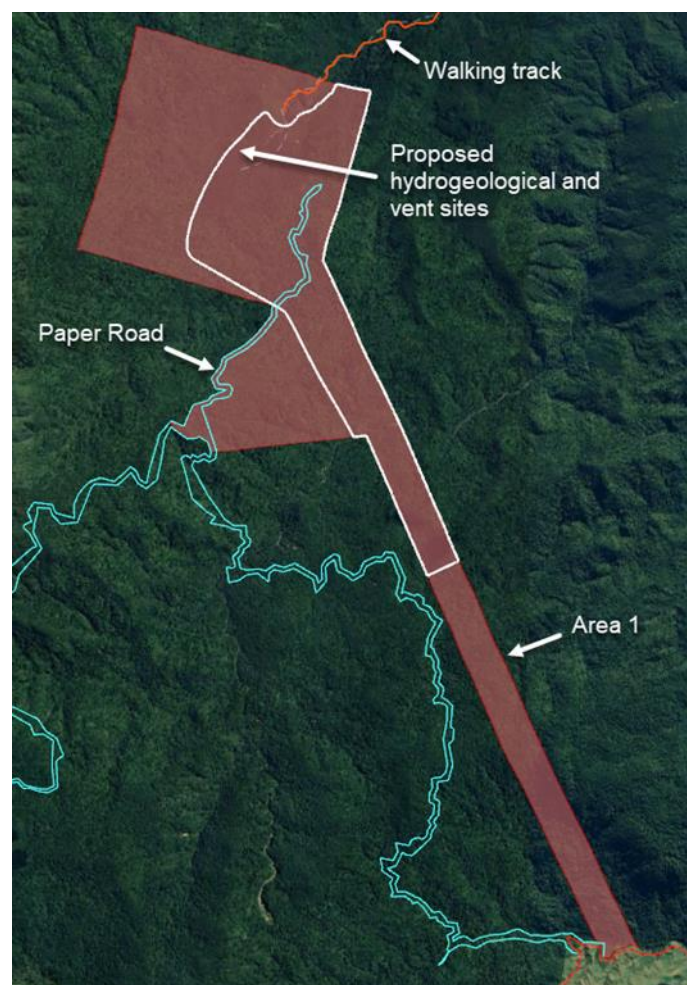 Walking track
Proposed
hydrogeological and
vent sites
Paper Road
Area 1